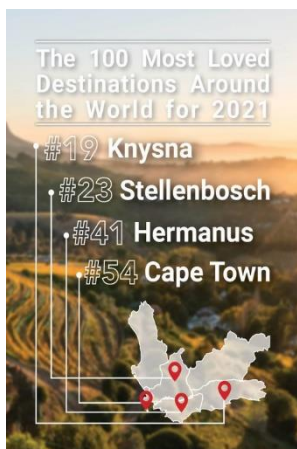 The 100 Most Loved
Destinations Around
the World for 2021
#19 Knysna
#23 Stellenbosch
#41 Hermanus
#54 Cape Town